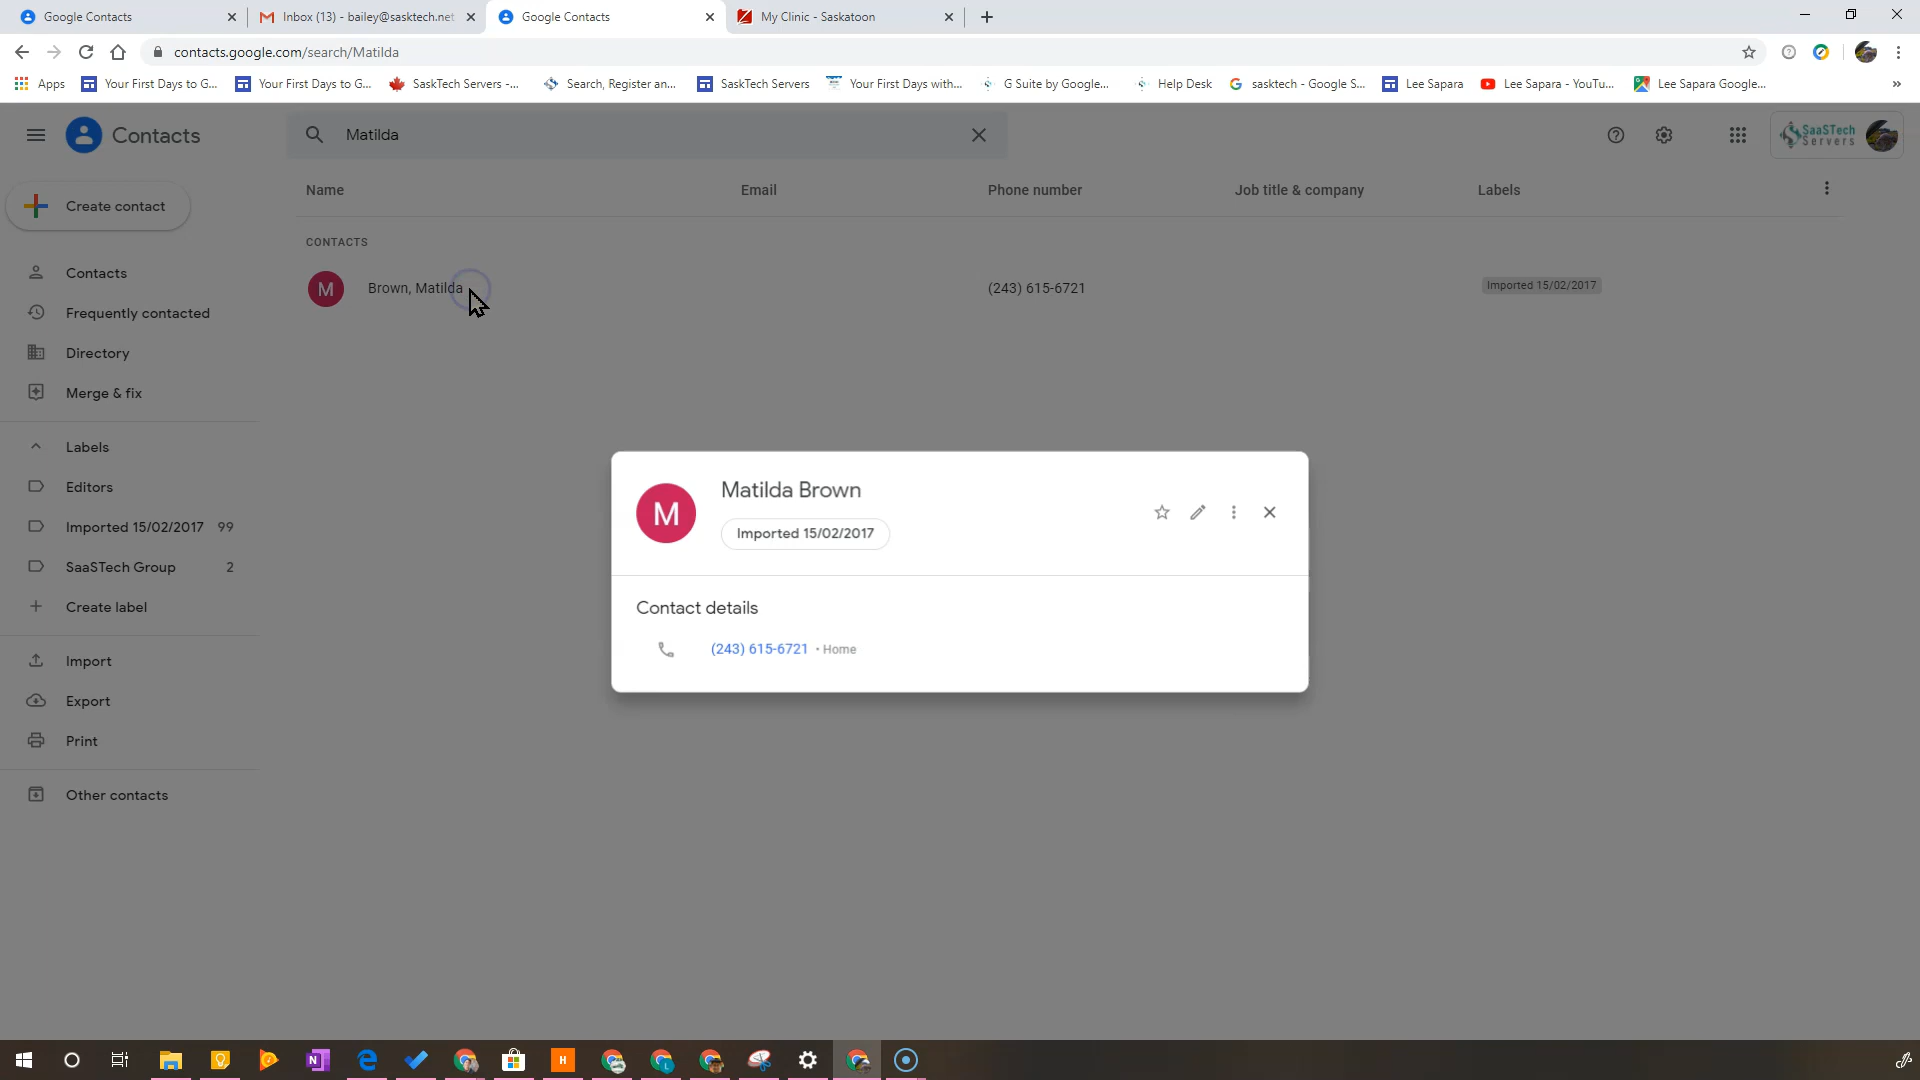 Google Contacts
Inbox (13) - bailey@sasktech.net
Google Contacts
My Clinic - Saskatoon
contacts.google.com/search/Matilda
Apps
Your First Days to G...
Your First Days to G...
SaskTech Servers -...
Search, Register an...
SaskTech Servers
Your First Days with...
G Suite by Google...
Help Desk
sasktech - Google S...
Lee Sapara
Lee Sapara - YouTu...
Lee Sapara Google...
»
Contacts
Matilda
SaaSTech
Servers
Create contact
Name
Email
Phone number
Job title & company
Labels
CONTACTS
M
Brown, Matilda
(243) 615-6721
Imported 15/02/2017
Contacts
Frequently contacted
Directory
Merge & fix
Labels
Editors
Imported 15/02/2017 99
SaaSTech Group 2
Create label
Import
Export
Print
Other contacts
M
Matilda Brown
Imported 15/02/2017
Contact details
(243) 615-6721 • Home